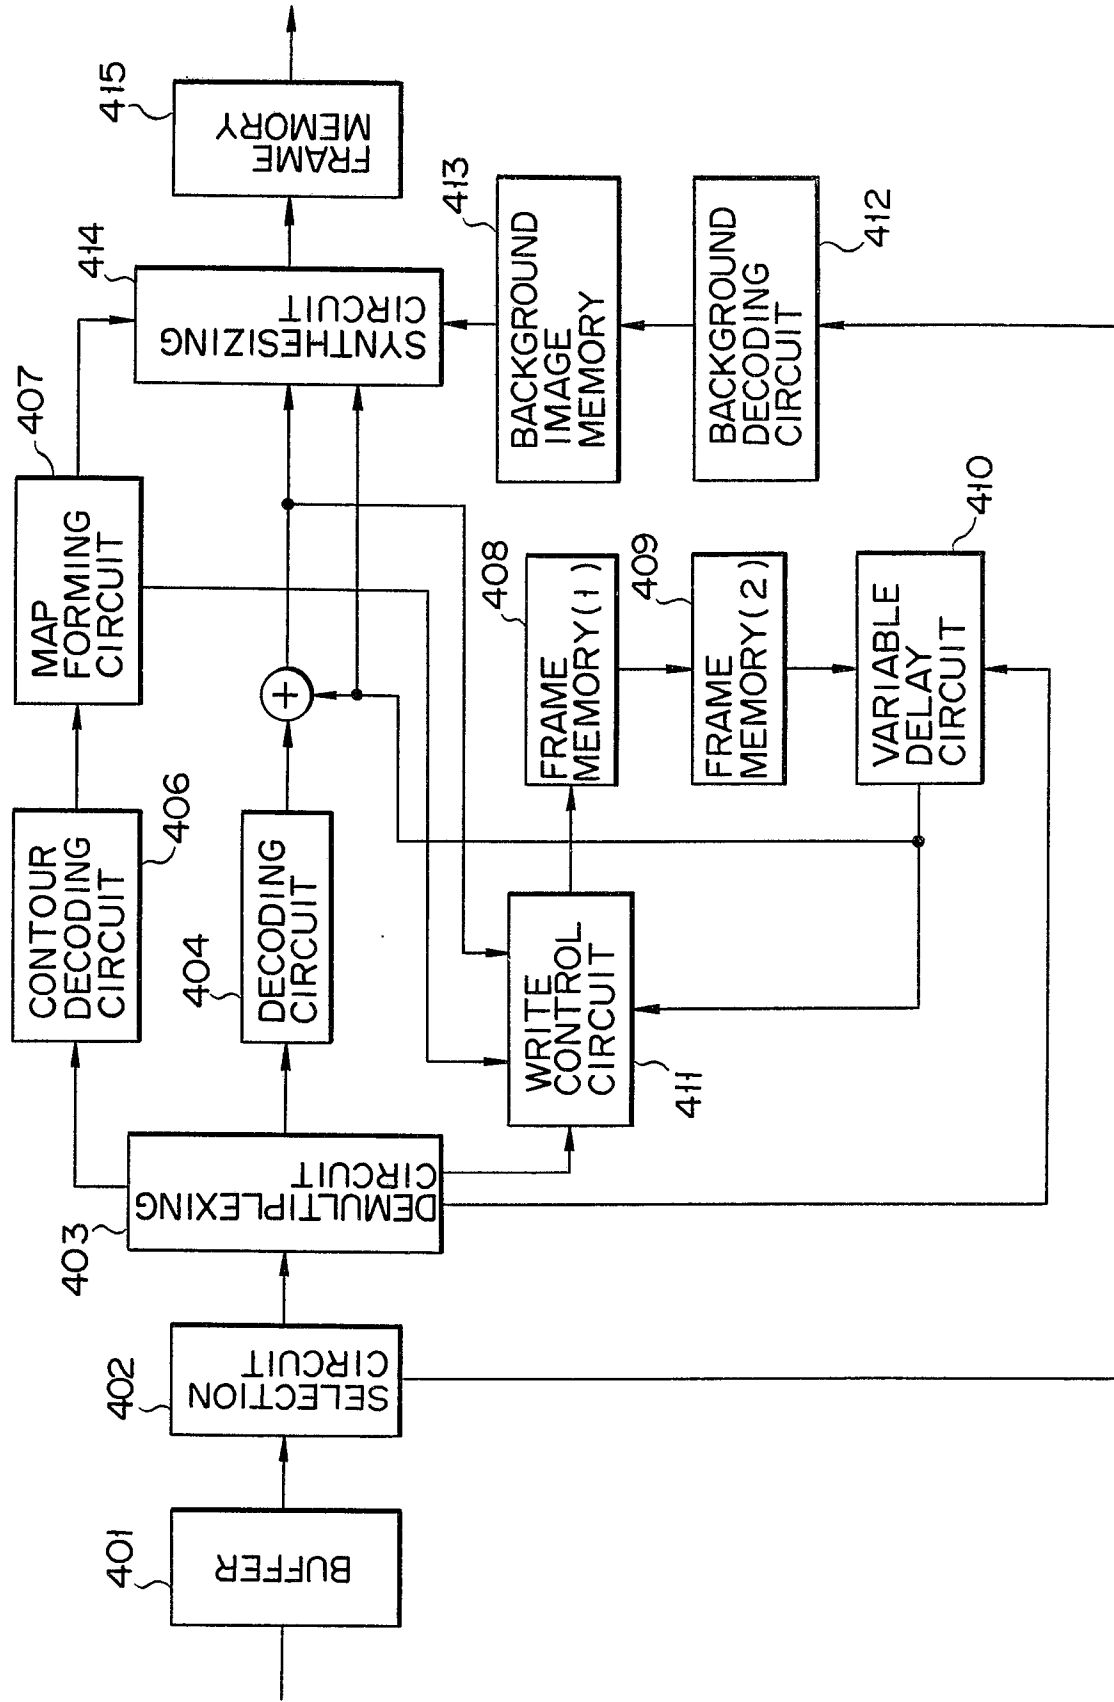 401
BUFFER
402
SELECTION
CIRCUIT
403
DEMULTIPLEXING
CIRCUIT
CONTOUR
DECODING
CIRCUIT
406
404
DECODING
CIRCUIT
MAP
FORMING
CIRCUIT
407
+
WRITE
CONTROL
CIRCUIT
411
408
FRAME
MEMORY(1)
409
FRAME
MEMORY(2)
VARIABLE
DELAY
CIRCUIT
410
414
SYNTHESIZING
CIRCUIT
413
BACKGROUND
IMAGE
MEMORY
BACKGROUND
DECODING
CIRCUIT
412
415
FRAME
MEMORY